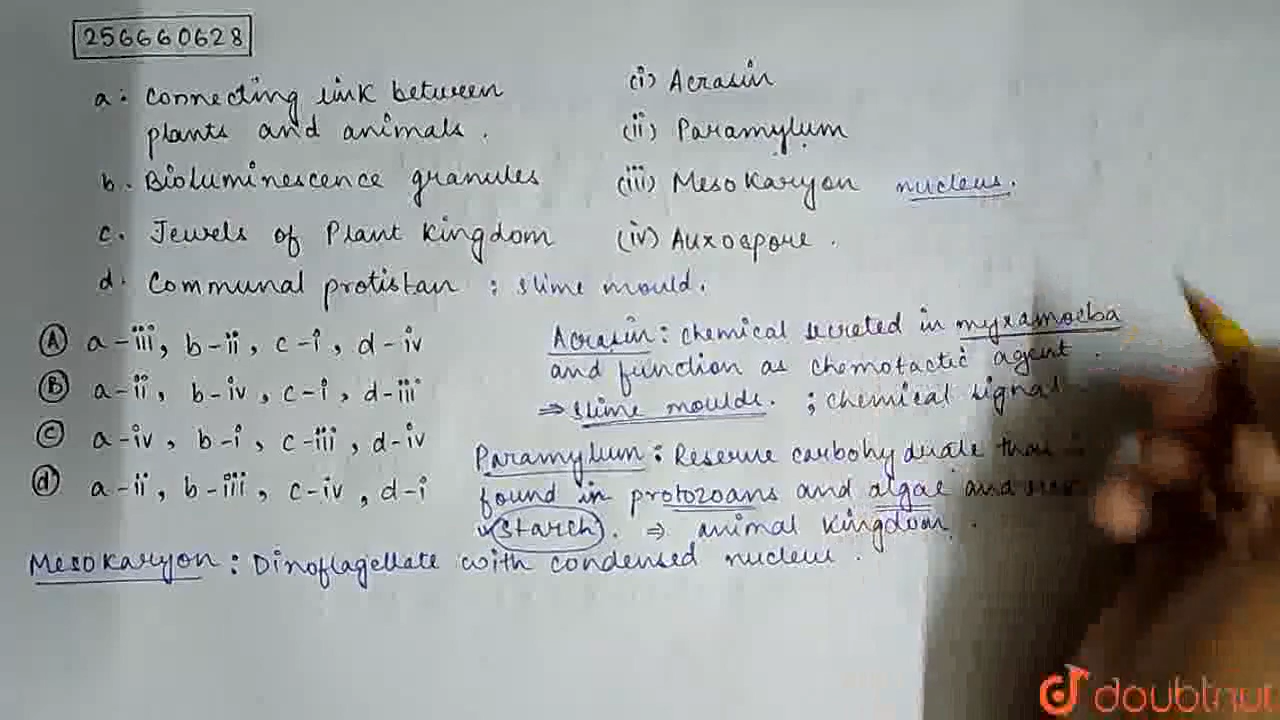 256660628
a. Connecting link between
plants and animals.
b. Bioluminescence granules
c. Jewels of Plant Kingdom
d. Communal protistan : slime mould.
(i) Acrasin
(ii) Paramylum
(iii) Mesokaryon nucleus.
(iv) Auxospore.
(A) a-iii, b-ii, c-i, d-iv
(B) a-ii, b-iv, c-i, d-iii
(C) a-iv, b-i, c-iii, d-iv
(d) a-ii, b-iii, c-iv, d-i
Acrasin : chemical secreted in myxamoeba
and function as chemotactic agent.
⇒ slime moulds. ; chemical signal
Paramylum : Reserve carbohydrate that is
found in protozoans and algae and
starch. ⇒ animal kingdom.
Mesokaryon : Dinoflagellate with condensed nucleus.
doubtnut